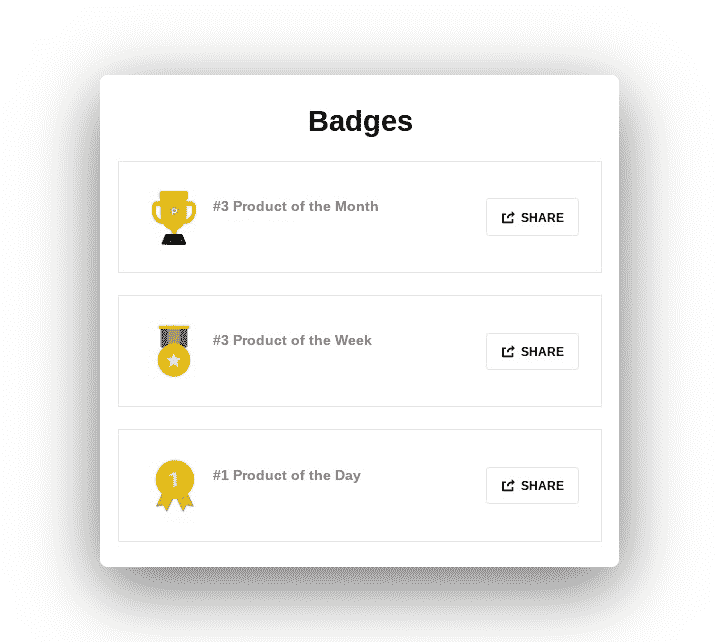 Badges
#3 Product of the Month
SHARE
#3 Product of the Week
SHARE
1
#1 Product of the Day
SHARE